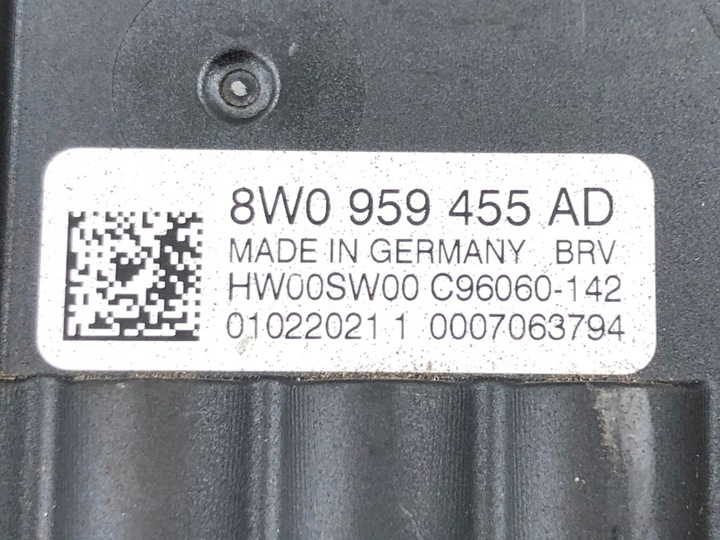 8W0 959 455 AD
MADE IN GERMANY BRV
HW00SW00 C96060-142
01022021 1 0007063794